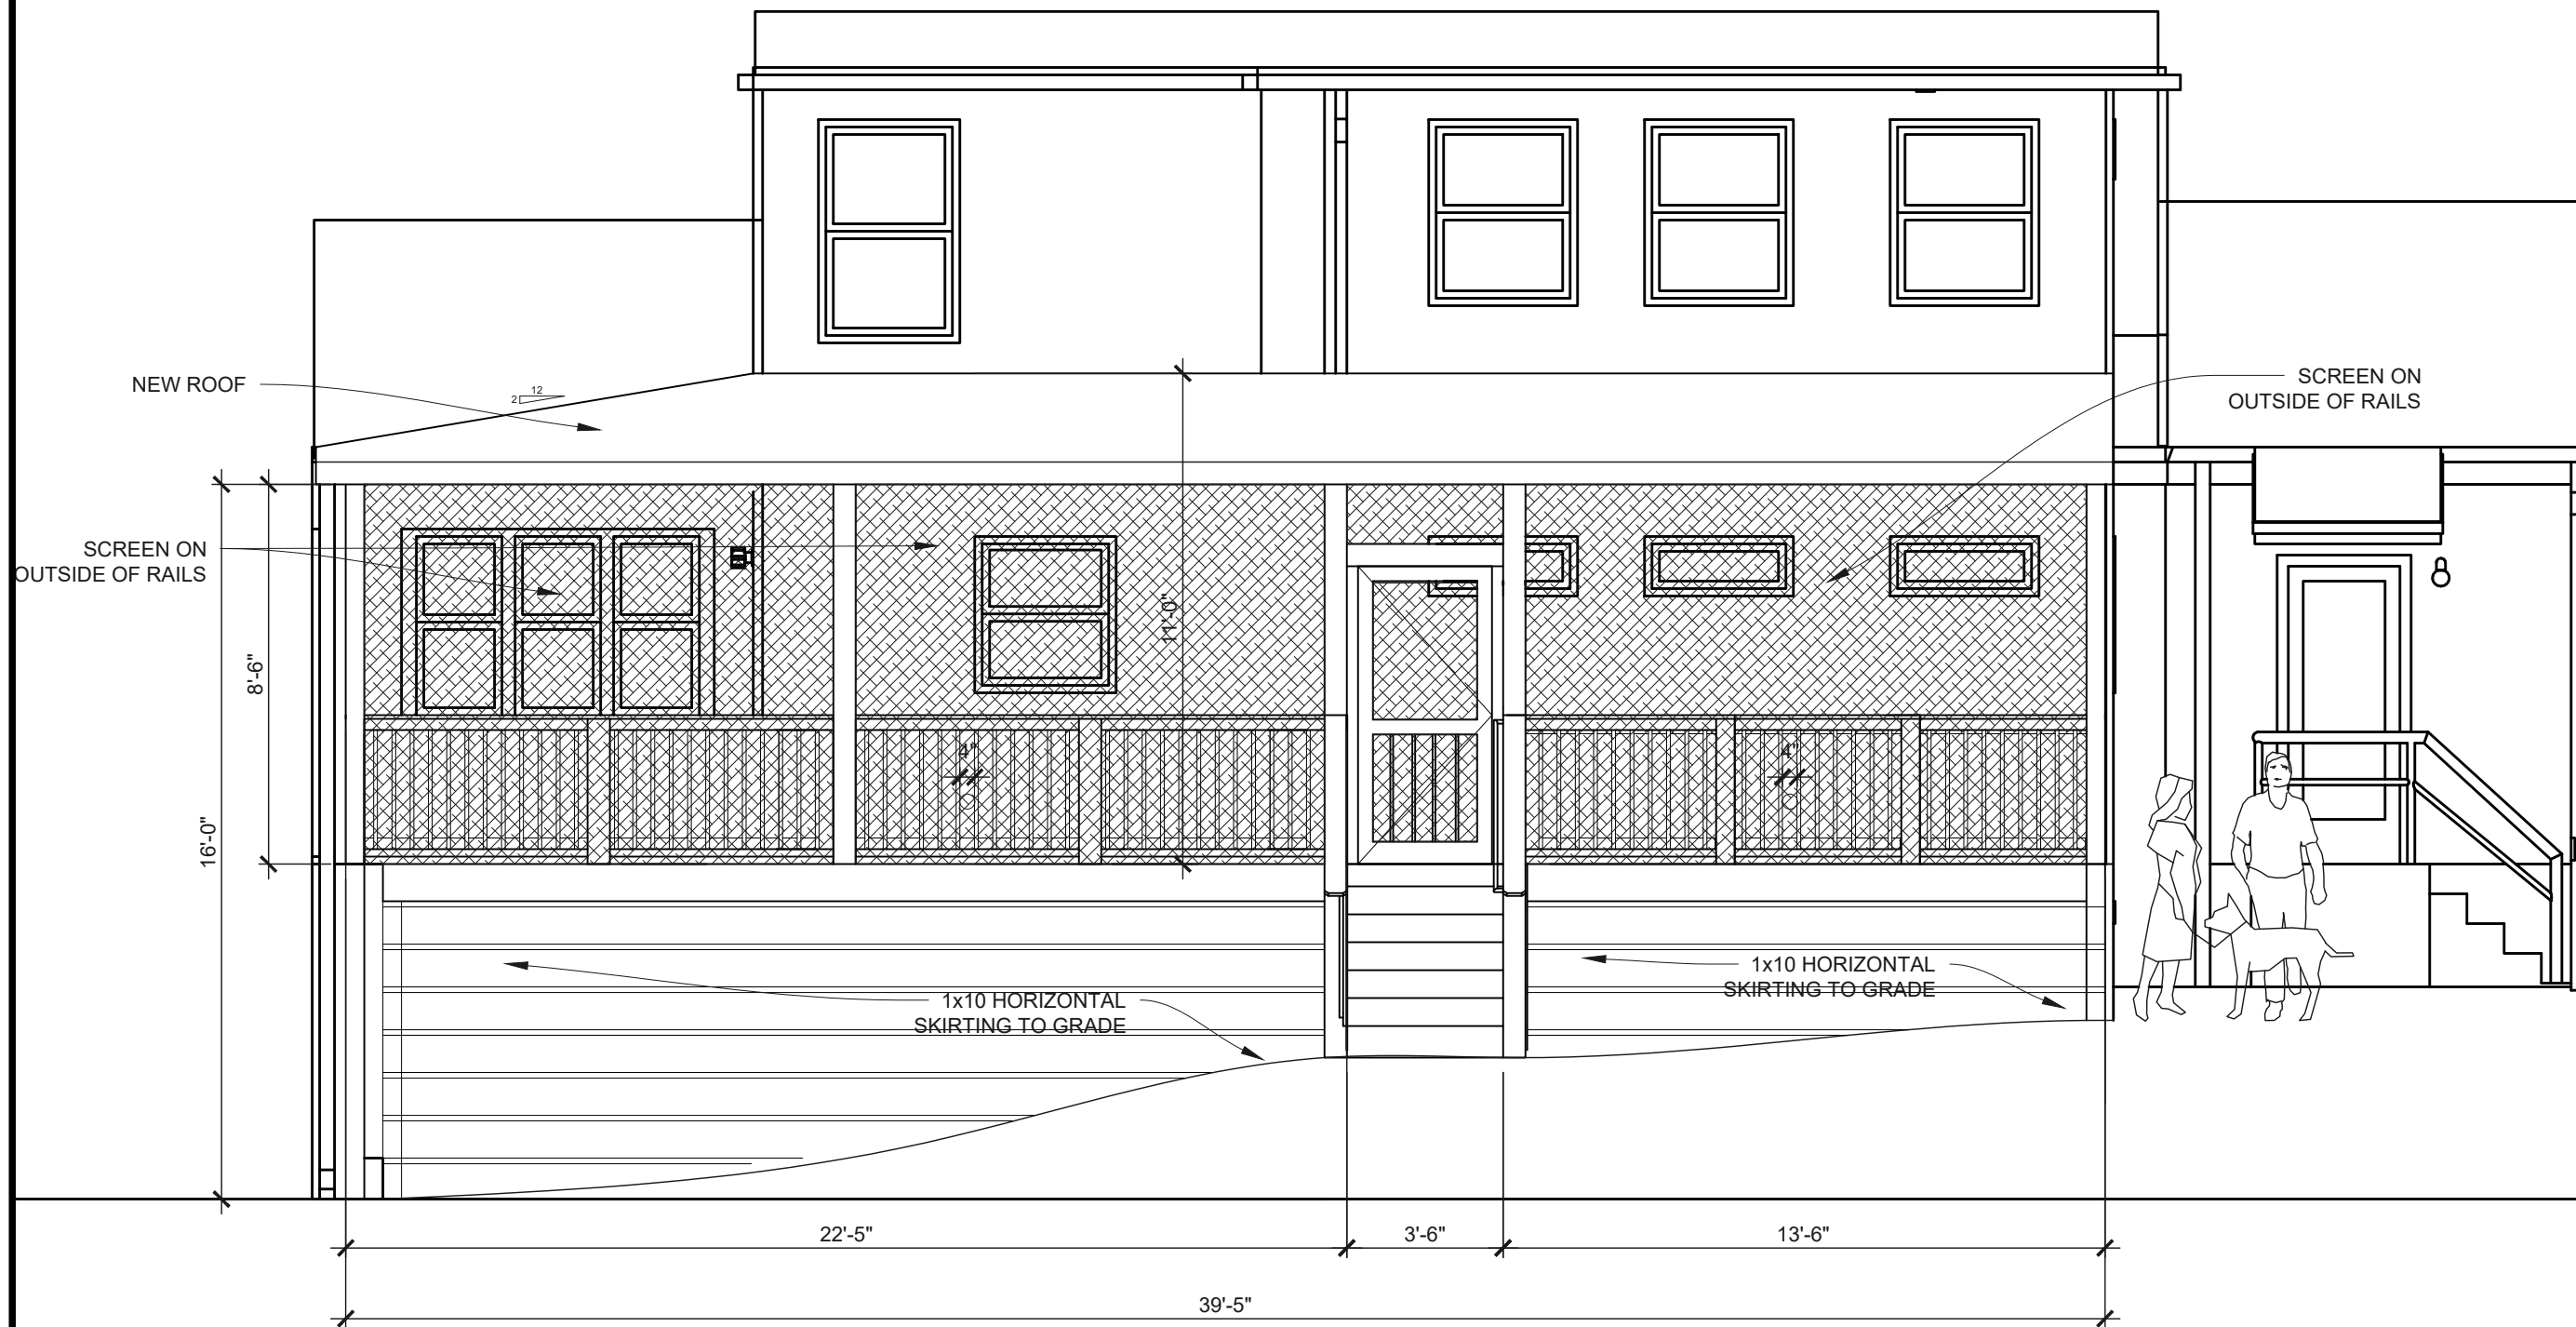 NEW ROOF
12
2
SCREEN ON
OUTSIDE OF RAILS
SCREEN ON
OUTSIDE OF RAILS
8'-6"
11'-0"
4"
4"
16'-0"
1x10 HORIZONTAL
SKIRTING TO GRADE
1x10 HORIZONTAL
SKIRTING TO GRADE
22'-5"
3'-6"
13'-6"
39'-5"